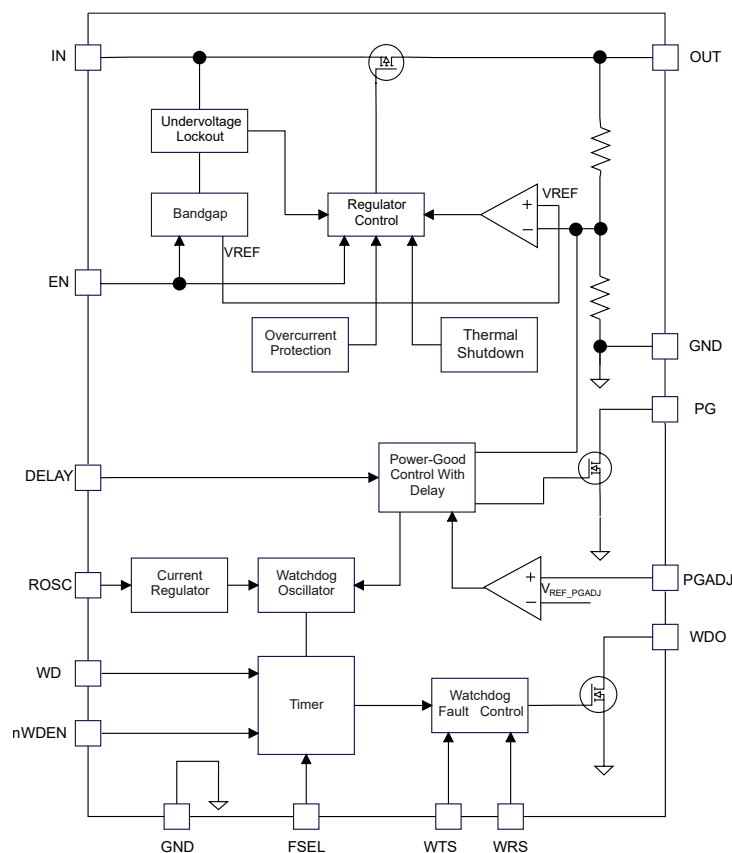 IN
OUT
Undervoltage
Lockout
Bandgap
VREF
Regulator
Control
VREF
+
−
EN
Overcurrent
Protection
Thermal
Shutdown
GND
PG
DELAY
Power-Good
Control With
Delay
ROSC
Current
Regulator
Watchdog
Oscillator
+
VREF_PGADJ
−
PGADJ
WDO
WD
nWDEN
Timer
Watchdog
Fault Control
GND
FSEL
WTS
WRS